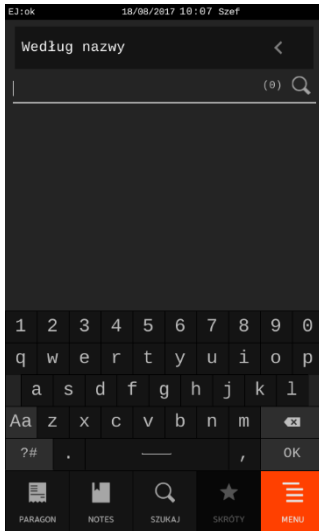 EJ:ok 18/08/2017 10:07 Szef
Według nazwy <
(0)
1 2 3 4 5 6 7 8 9 0
q w e r t y u i o p
a s d f g h j k l
Aa z x c v b n m
?# . , OK
PARAGON NOTES SZUKAJ SKRÓTY MENU